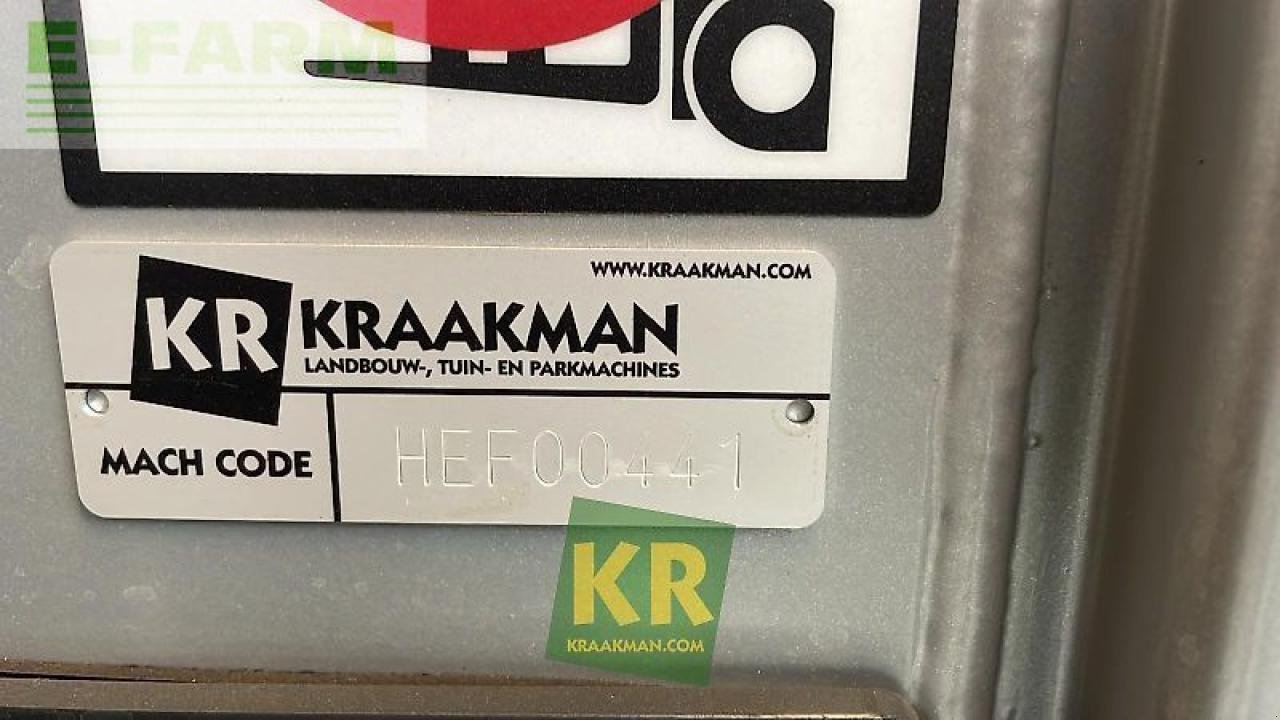 E-FARM
WWW.KRAAKMAN.COM
KR KRAAKMAN
LANDBOUW-, TUIN- EN PARKMACHINES
MACH CODE HEF00441
KR
KRAAKMAN.COM